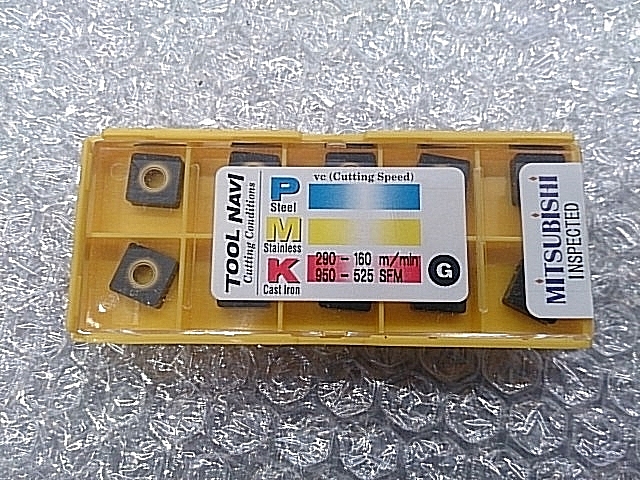 TOOL NAVI
Cutting Conditions
vc (Cutting Speed)
P
Steel
M
Stainless
K
Cast Iron
290 - 160 m/min
950 - 525 SFM
G
MITSUBISHI
INSPECTED